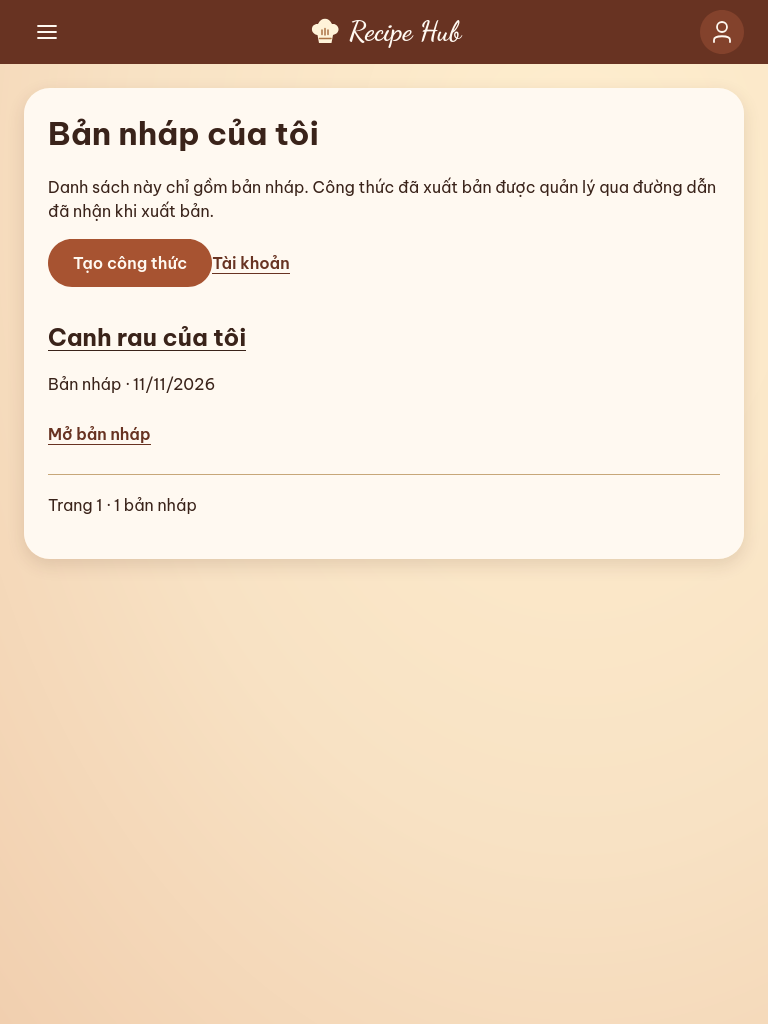 Recipe Hub
Bản nháp của tôi
Danh sách này chỉ gồm bản nháp. Công thức đã xuất bản được quản lý qua đường dẫn
đã nhận khi xuất bản.
Tạo công thức Tài khoản
Canh rau của tôi
Bản nháp · 11/11/2026
Mở bản nháp
Trang 1 · 1 bản nháp